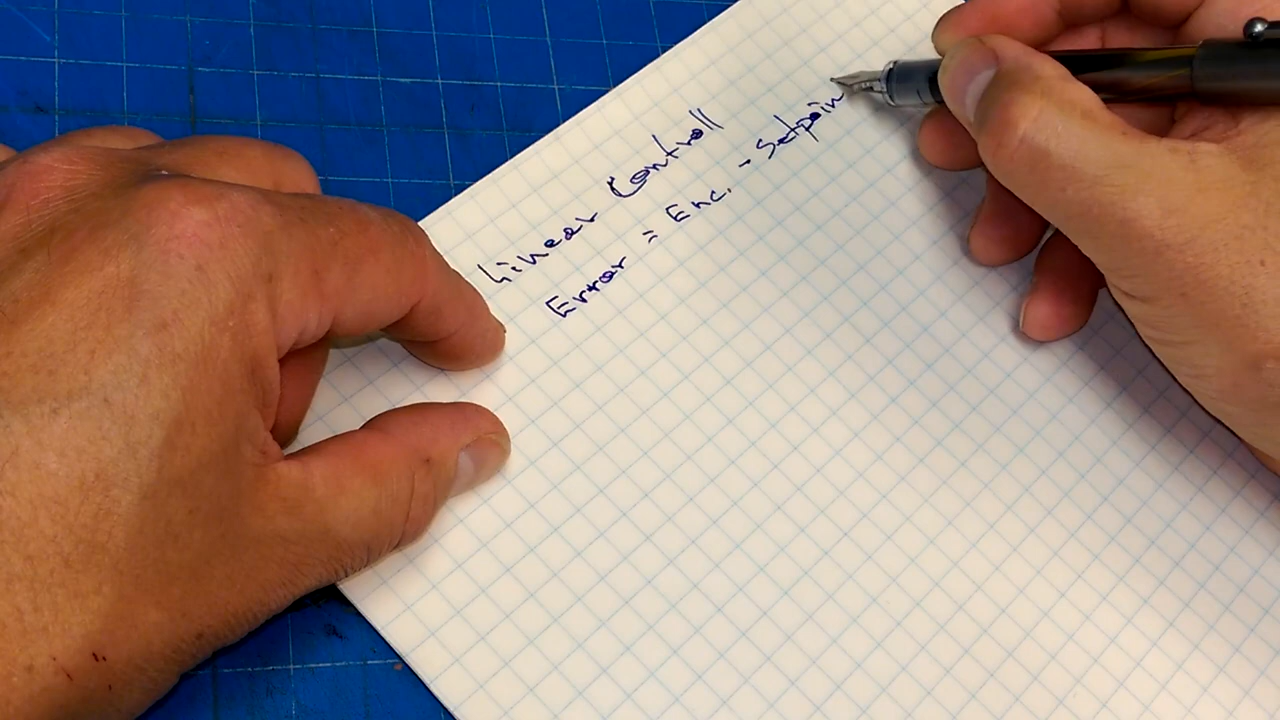 Linear Controll
Error = Enc. - Setpoin